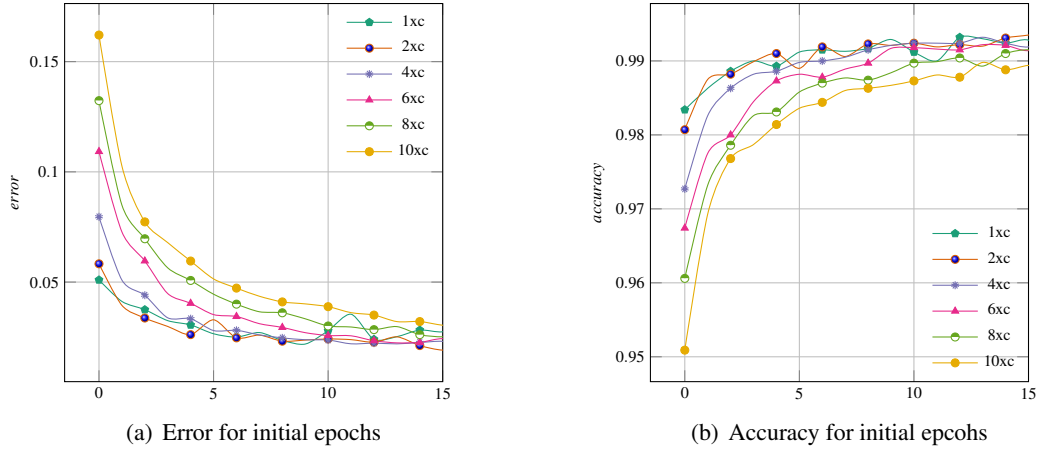 0.15
0.1
0.05
error
0
5
10
15
1xc
2xc
4xc
6xc
8xc
10xc
(a) Error for initial epochs
0.99
0.98
0.97
0.96
0.95
accuracy
0
5
10
15
1xc
2xc
4xc
6xc
8xc
10xc
(b) Accuracy for initial epcohs